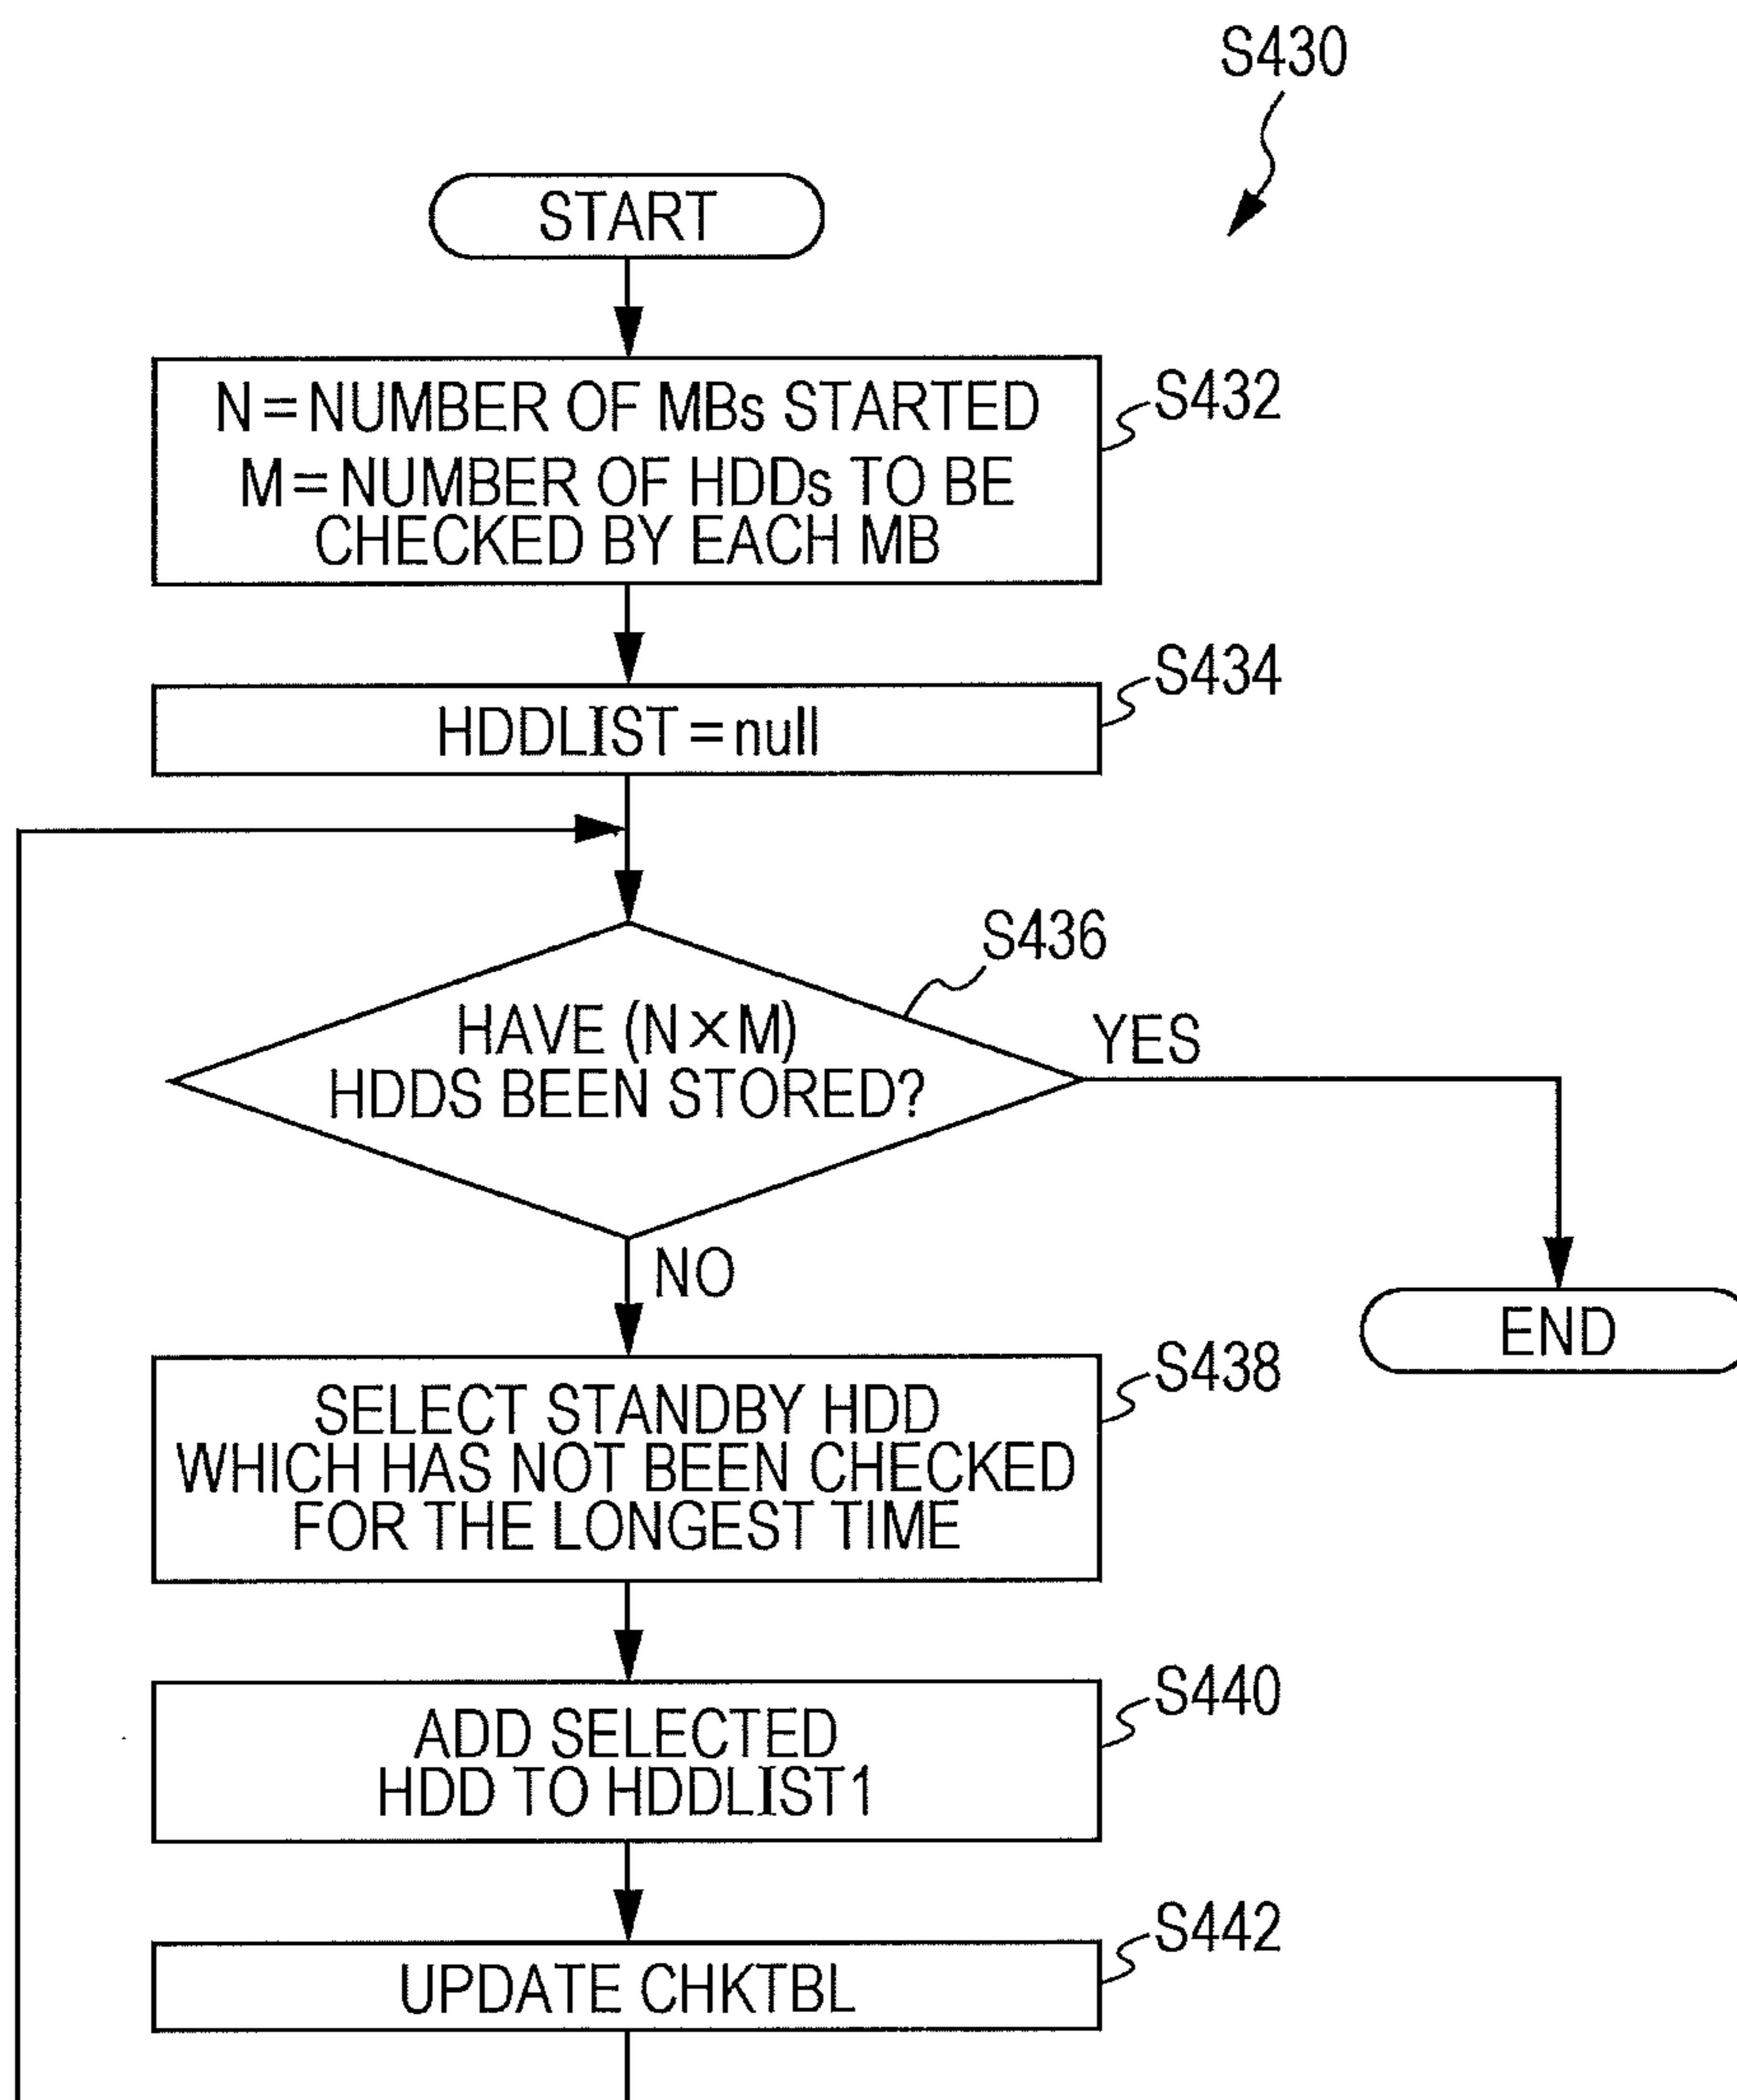 S430
START
N=NUMBER OF MBs STARTED
M=NUMBER OF HDDs TO BE
CHECKED BY EACH MB
S432
HDDLIST=null
S434
HAVE (N×M)
HDDS BEEN STORED?
S436
YES
NO
END
SELECT STANDBY HDD
WHICH HAS NOT BEEN CHECKED
FOR THE LONGEST TIME
S438
ADD SELECTED
HDD TO HDDLIST1
S440
UPDATE CHKTBL
S442